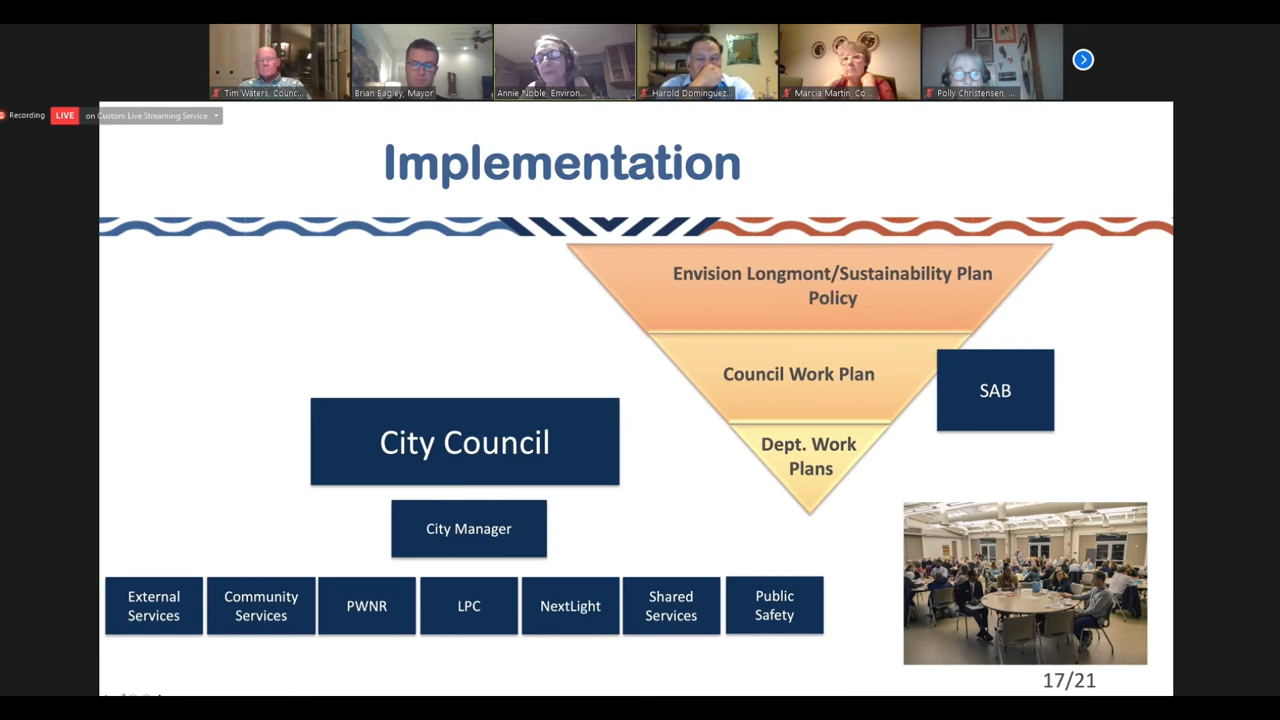 Tim Waters, Counc...
Brian Bagley, Mayor
Annie Noble, Environ...
Harold Dominguez...
Marcia Martin, Co...
Polly Christensen, ...
Recording
LIVE
on Custom Live Streaming Service
Implementation
Envision Longmont/Sustainability Plan
Policy
Council Work Plan
SAB
Dept. Work
Plans
City Council
City Manager
External
Services
Community
Services
PWNR
LPC
NextLight
Shared
Services
Public
Safety
17/21